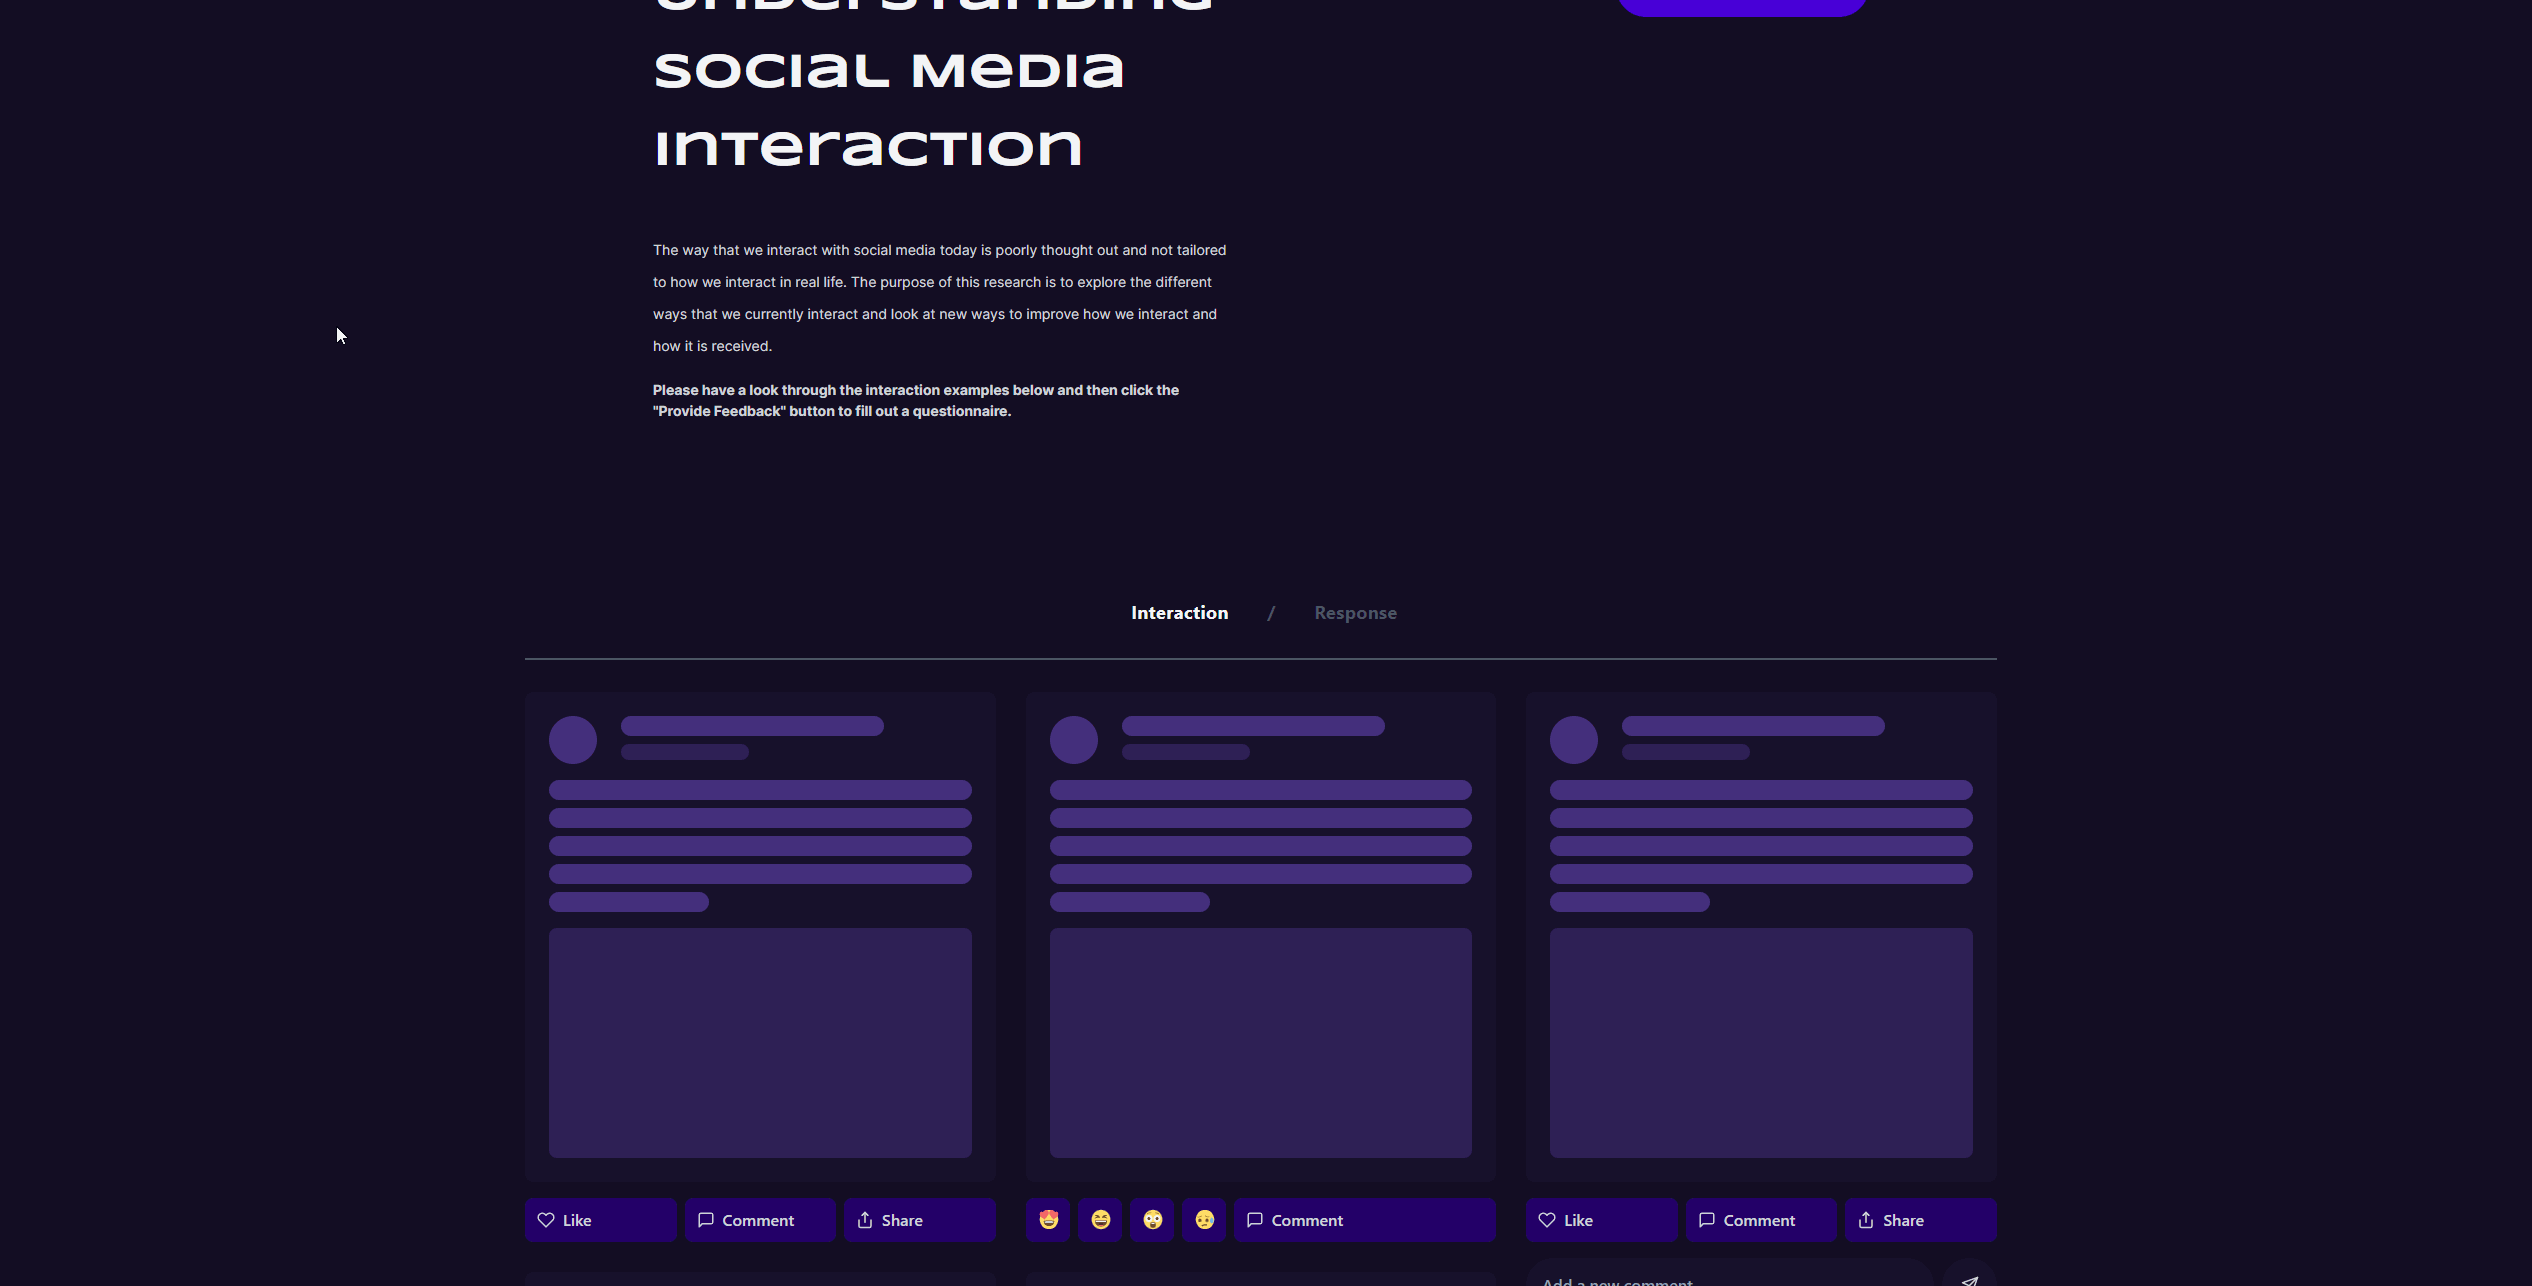 UNDERSTANDING
SOCIAL MEDIA
INTERACTION
The way that we interact with social media today is poorly thought out and not tailored
to how we interact in real life. The purpose of this research is to explore the different
ways that we currently interact and look at new ways to improve how we interact and
how it is received.
Please have a look through the interaction examples below and then click the
"Provide Feedback" button to fill out a questionnaire.
Interaction / Response
Like Comment Share
Comment
Like Comment Share
Add a new comment